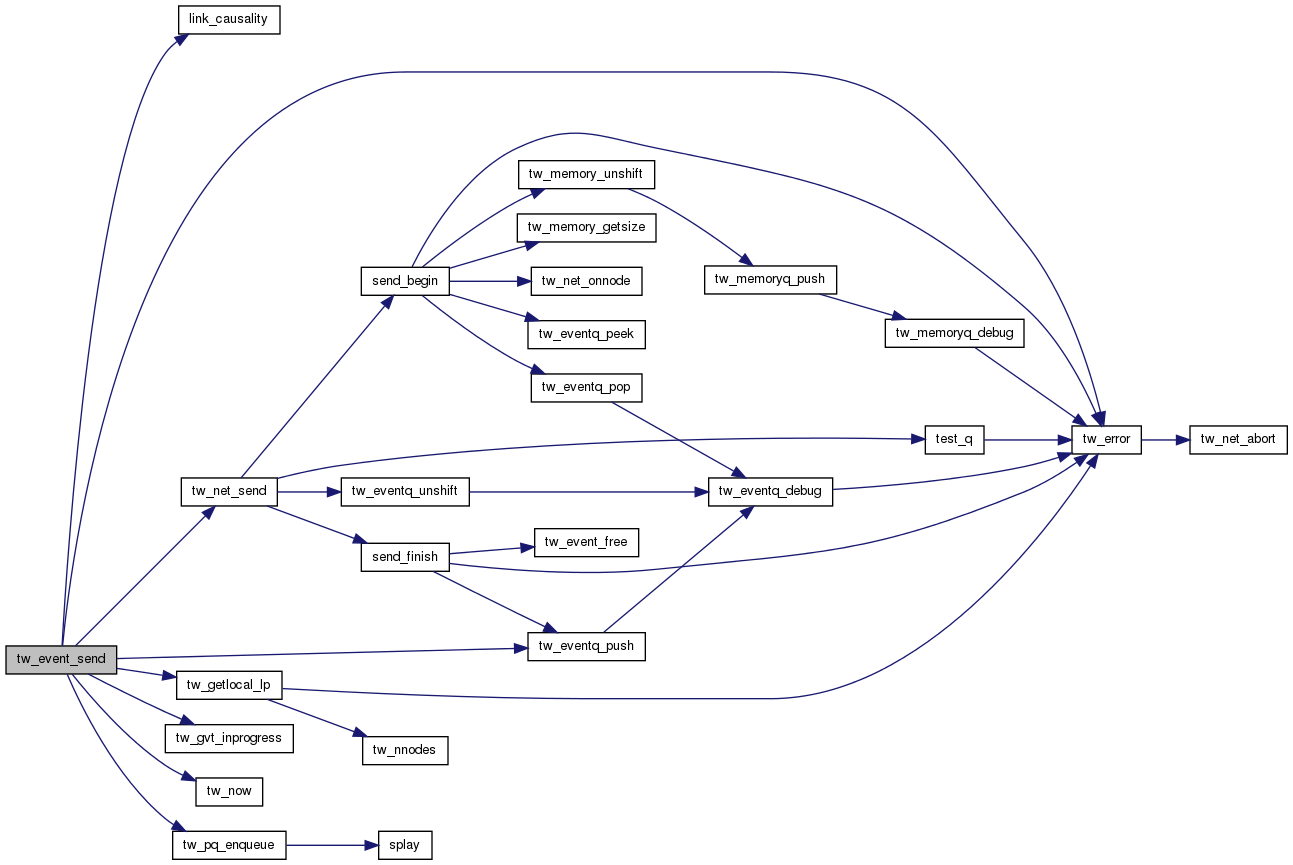 link_causality
tw_memory_unshift
tw_memory_getsize
send_begin
tw_net_onnode
tw_memoryq_push
tw_eventq_peek
tw_memoryq_debug
tw_eventq_pop
test_q
tw_error
tw_net_abort
tw_net_send
tw_eventq_unshift
tw_eventq_debug
send_finish
tw_event_free
tw_event_send
tw_eventq_push
tw_getlocal_lp
tw_gvt_inprogress
tw_nnodes
tw_now
tw_pq_enqueue
splay